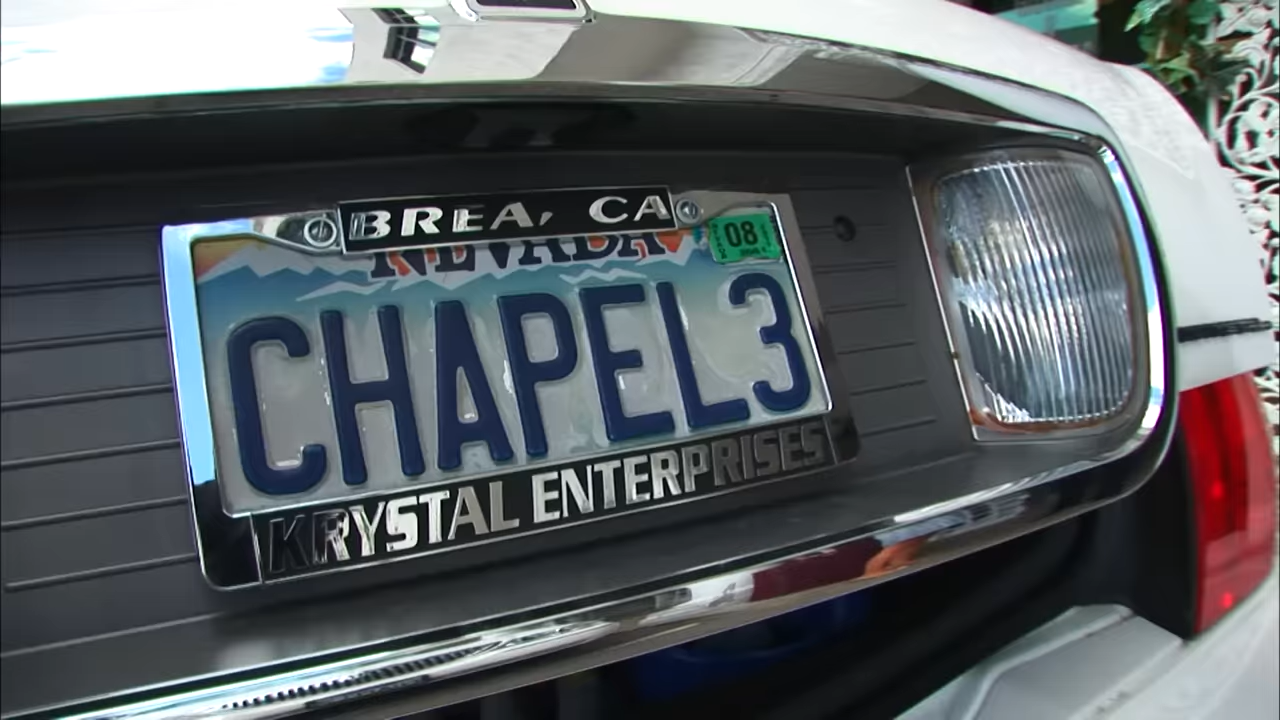 BREA, CA
NEVADA
08
CHAPEL3
KRYSTAL ENTERPRISES